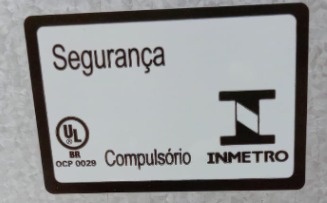 Segurança
UL
BR
OCP 0029
Compulsório
INMETRO